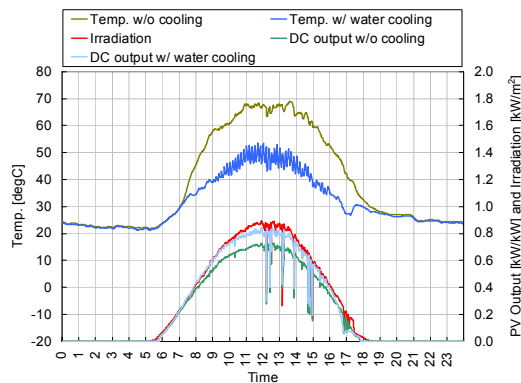 Temp. w/o cooling
Temp. w/ water cooling
Irradiation
DC output w/o cooling
DC output w/ water cooling
80
70
60
50
40
30
20
10
0
-10
-20
Temp. [degC]
2.0
1.8
1.6
1.4
1.2
1.0
0.8
0.6
0.4
0.2
0.0
PV Output [kW/kW] and Irradiation [kW/m²]
0 1 2 3 4 5 6 7 8 9 10 11 12 13 14 15 16 17 18 19 20 21 22 23
Time